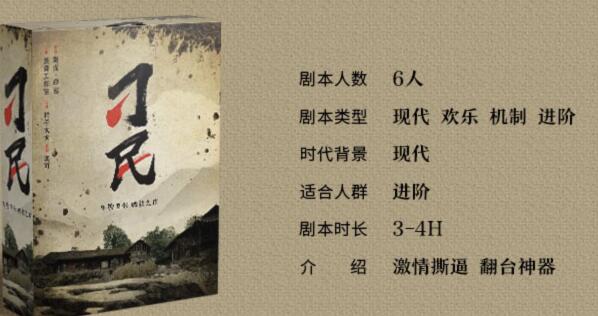 刁民
剧本人数 6人
剧本类型 现代 欢乐 机制 进阶
时代背景 现代
适合人群 进阶
剧本时长 3-4H
介 绍 激情撕逼 翻台神器